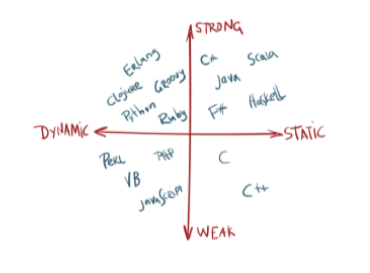 STRONG
Erlang
C#
Scala
Clojure
Groovy
Java
Python
Ruby
F#
Haskell
DYNAMIC
STATIC
PERL
PHP
C
VB
JavaScript
C++
WEAK